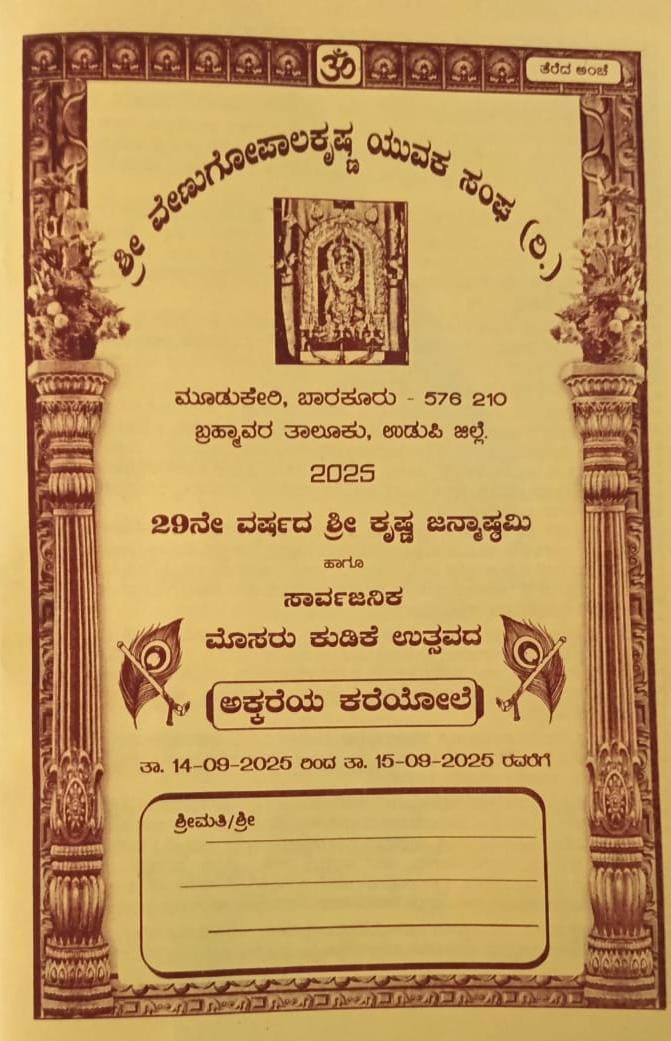 ॐ
ತೆರೆದ ಅಂಚೆ
ಶ್ರೀ ವೇಣುಗೋಪಾಲಕೃಷ್ಣ ಯುವಕ ಸಂಘ (ರಿ.)
ಮೂಡುಕೇರಿ, ಬಾರಕೂರು - 576 210
ಬ್ರಹ್ಮಾವರ ತಾಲೂಕು, ಉಡುಪಿ ಜಿಲ್ಲೆ.
2025
29ನೇ ವರ್ಷದ ಶ್ರೀ ಕೃಷ್ಣ ಜನ್ಮಾಷ್ಠಮಿ
ಹಾಗೂ
ಸಾರ್ವಜನಿಕ
ಮೊಸರು ಕುಡಿಕೆ ಉತ್ಸವದ
ಅಕ್ಕರೆಯ ಕರೆಯೋಲೆ
ತಾ. 14-09-2025 ರಿಂದ ತಾ. 15-09-2025 ರವರೆಗೆ
ಶ್ರೀಮತಿ/ಶ್ರೀ